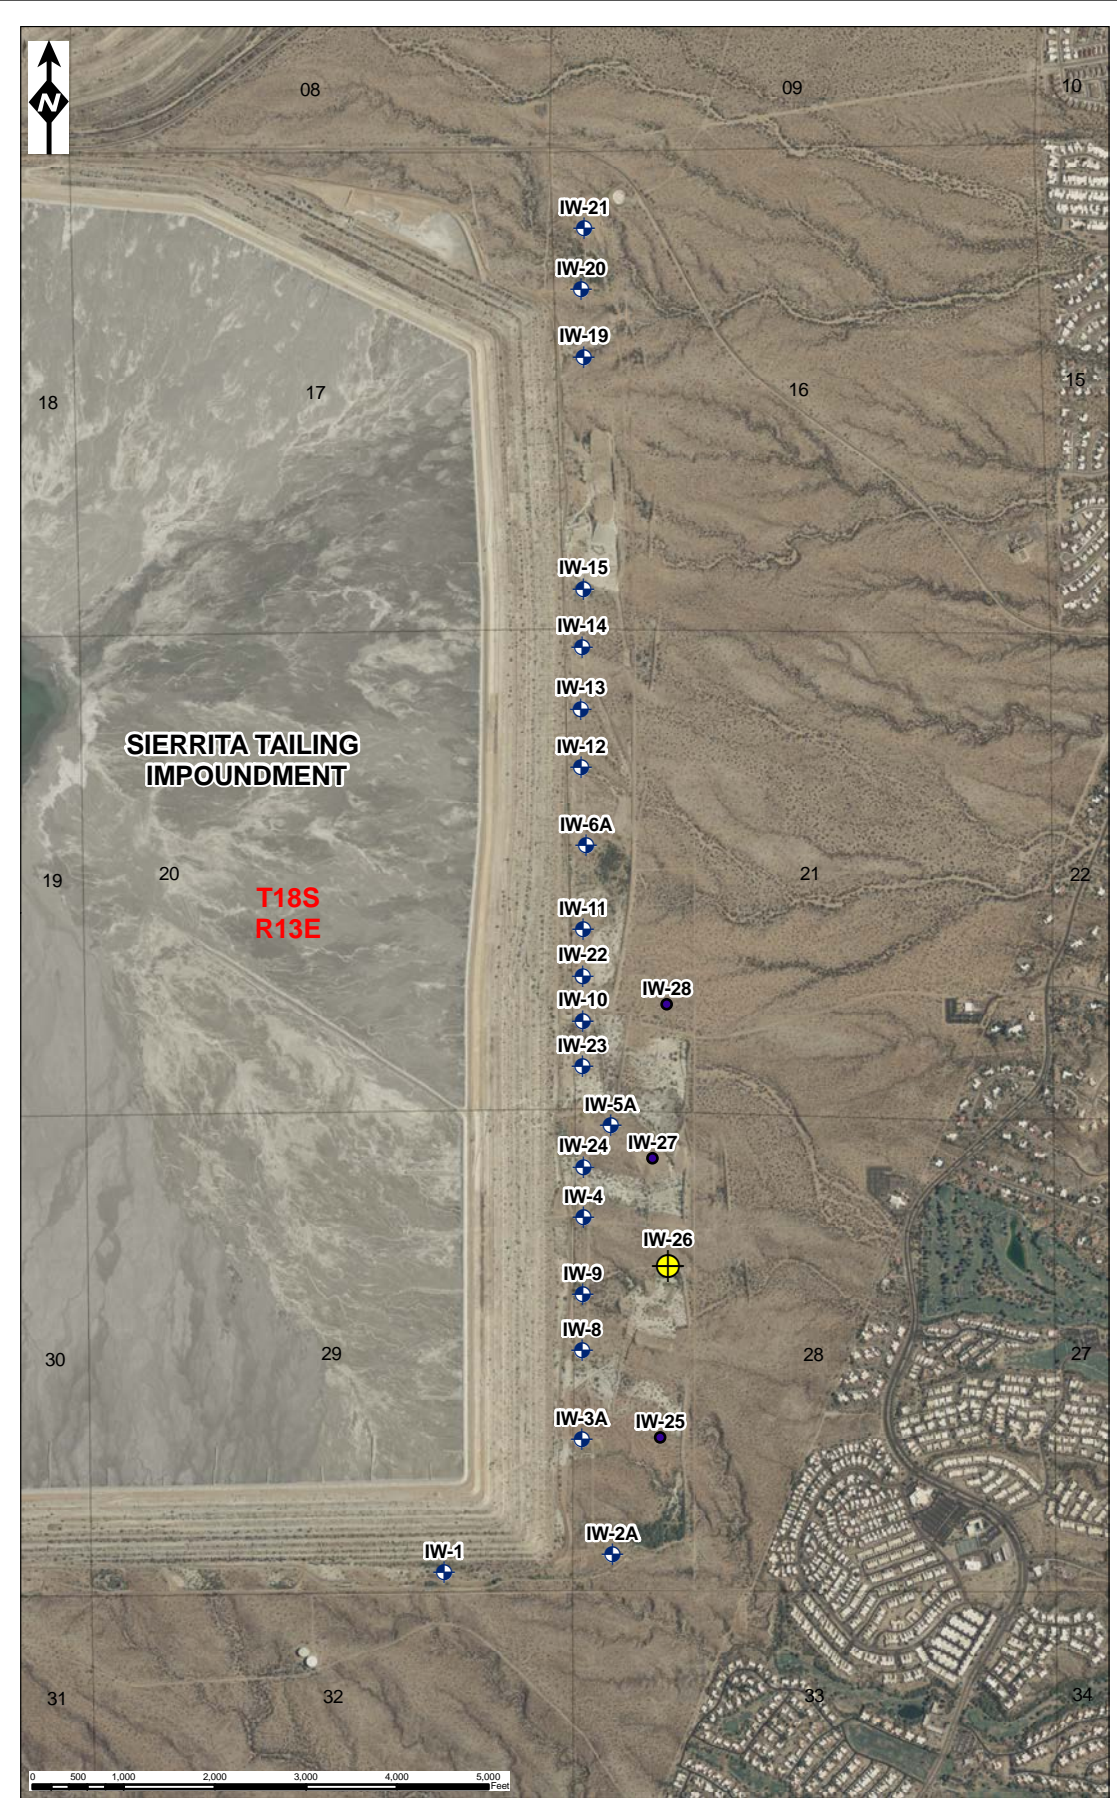 N
08
09
10
IW-21
IW-20
IW-19
17
16
15
18
IW-15
IW-14
IW-13
SIERRITA TAILING
IMPOUNDMENT
IW-12
IW-6A
19
20
21
22
T18S
R13E
IW-11
IW-22
IW-28
IW-10
IW-23
IW-5A
IW-27
IW-24
IW-4
IW-26
IW-9
IW-8
30
29
28
27
IW-3A
IW-25
IW-2A
IW-1
31
32
33
34
0 500 1,000 2,000 3,000 4,000 5,000
Feet